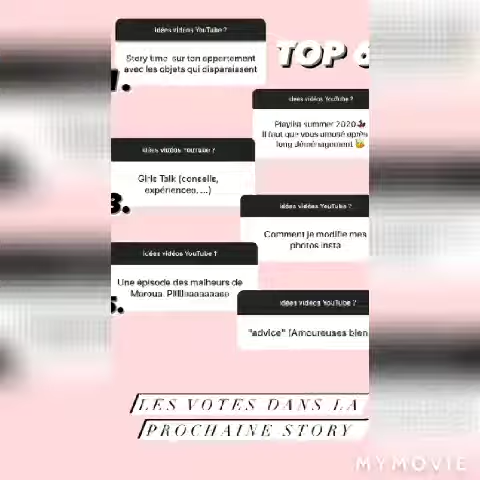 idées vidéos YouTube ?
Story time sur ton appartement
avec les objets qui disparaissent
TOP 6
1.
idées vidéos YouTube ?
Playlist summer 2020
Il faut que vous amusé après
long déménagement
idées vidéos YouTube ?
Girls Talk (conseils,
expériences, ...)
3.
idées vidéos YouTube ?
Comment je modifie mes
photos insta
idées vidéos YouTube ?
Une épisode des malheurs de
Maroua. Pliiiiaaaaaaase
5.
idées vidéos YouTube ?
"advice" (Amoureuses bien
LES VOTES DANS LA
PROCHAINE STORY
MYMOVIE